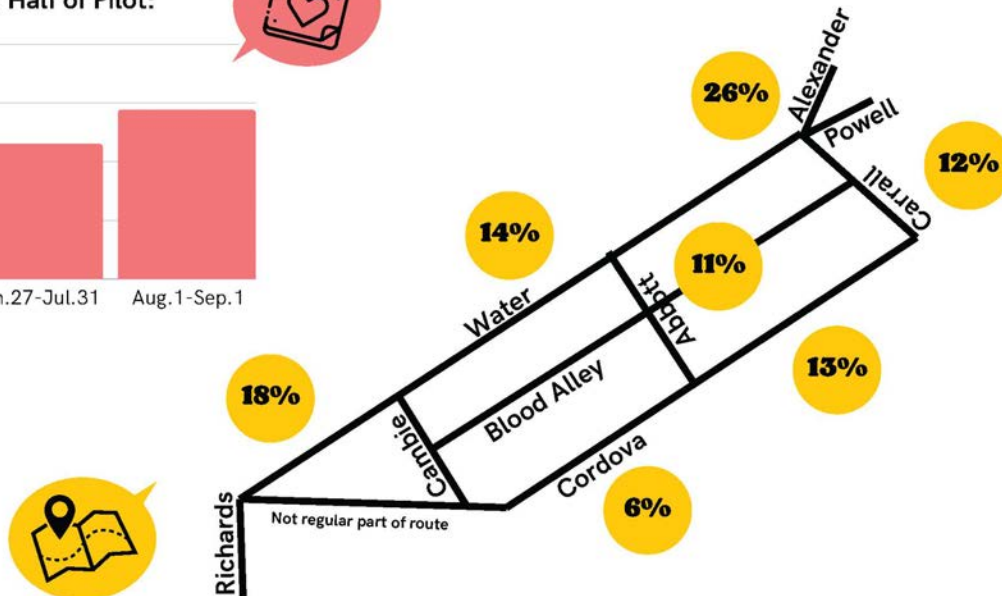 Half of Pilot:
Jul.31
Aug.1-Sep.1
Alexander
26%
Powell
12%
Carrall
14%
11%
Abbott
Water
13%
18%
Blood Alley
Cambie
Cordova
6%
Not regular part of route
Richards